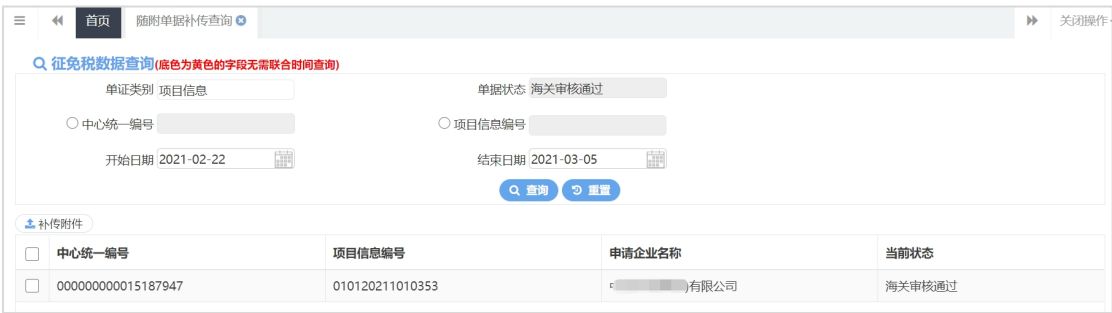 首页 随附单据补传查询 关闭操作
征免税数据查询(底色为黄色的字段无需联合时间查询)
单证类别 项目信息 单据状态 海关审核通过
中心统一编号 项目信息编号
开始日期 2021-02-22 结束日期 2021-03-05
查询 重置
补传附件
中心统一编号 项目信息编号 申请企业名称 当前状态
000000000015187947 010120211010353 有限公司 海关审核通过